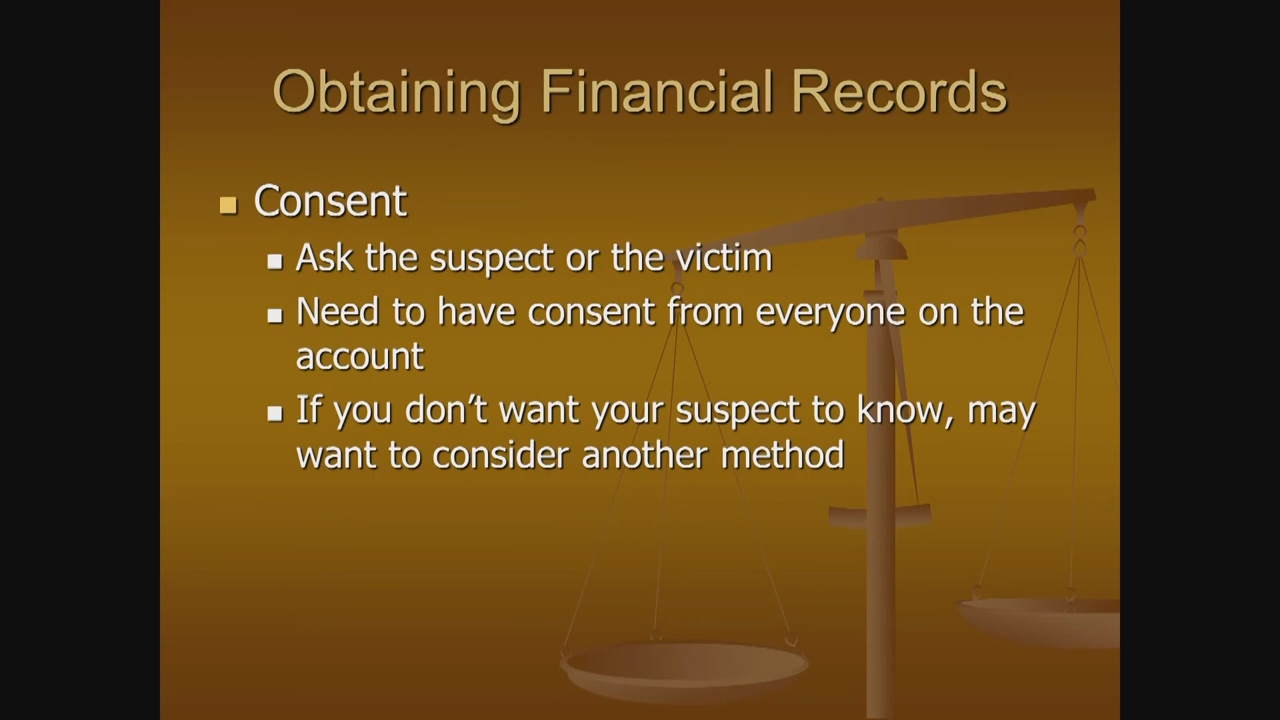 Obtaining Financial Records
Consent
Ask the suspect or the victim
Need to have consent from everyone on the
account
If you don't want your suspect to know, may
want to consider another method